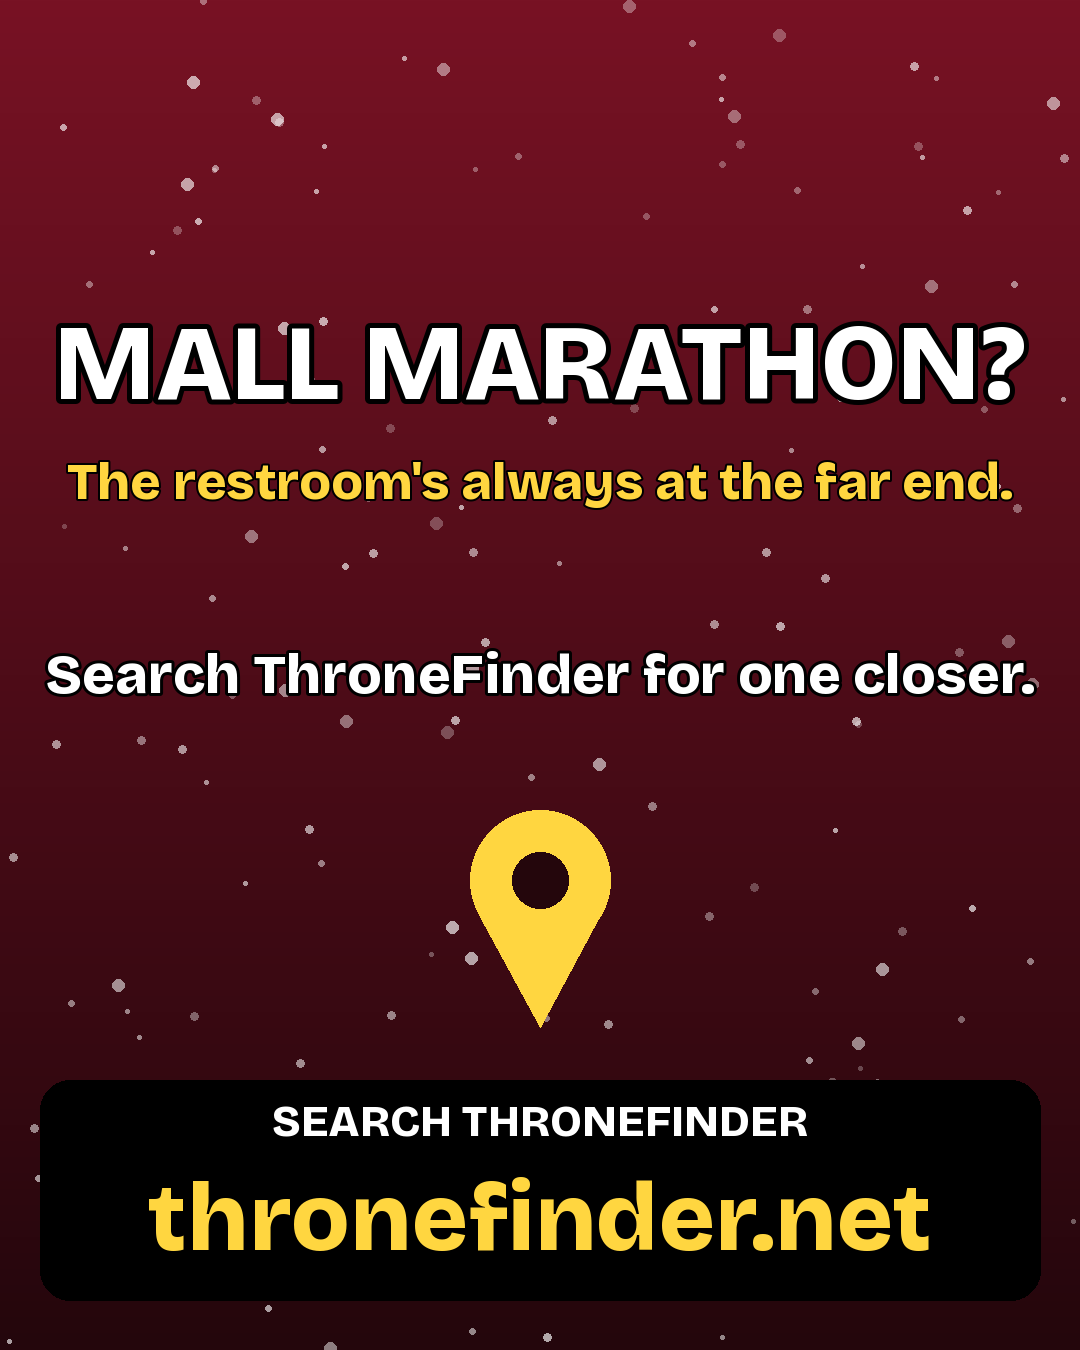 MALL MARATHON?
The restroom's always at the far end.
Search ThroneFinder for one closer.
SEARCH THRONEFINDER
thronefinder.net